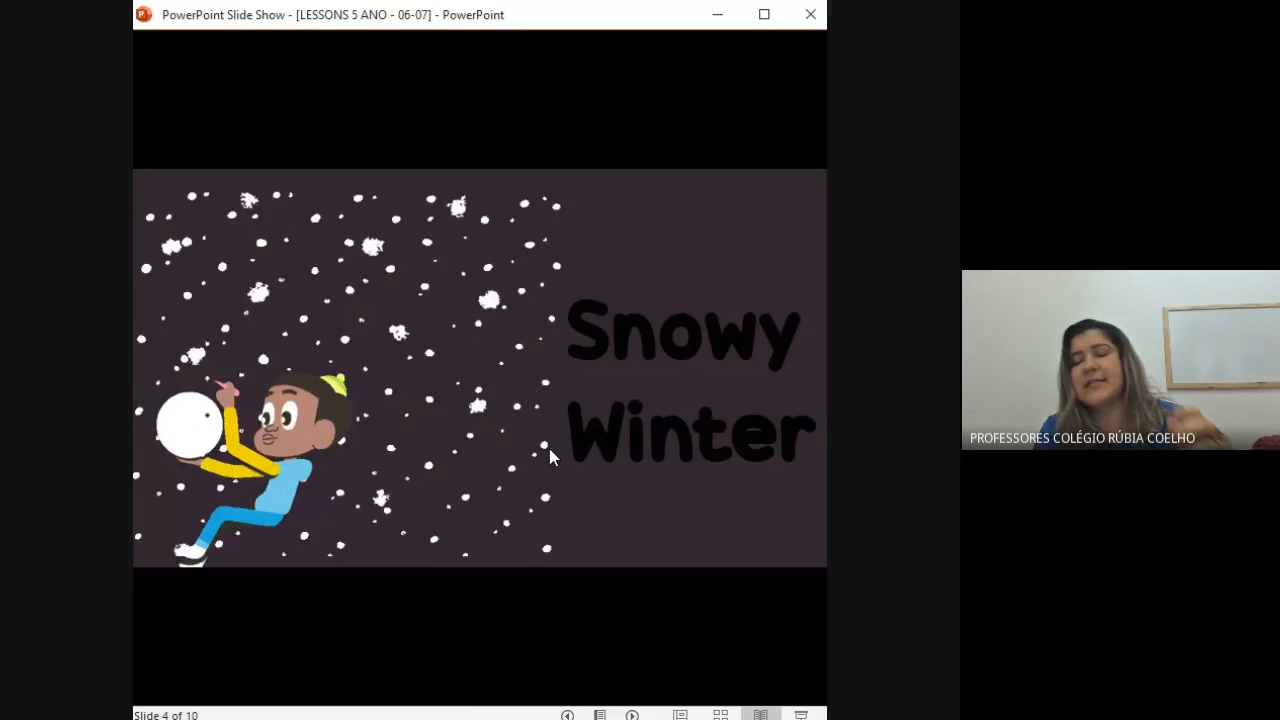 PowerPoint Slide Show - [LESSONS 5 ANO - 06-07] - PowerPoint
Snowy
Winter
PROFESSORES COLÉGIO RÚBIA COELHO
Slide 4 of 10